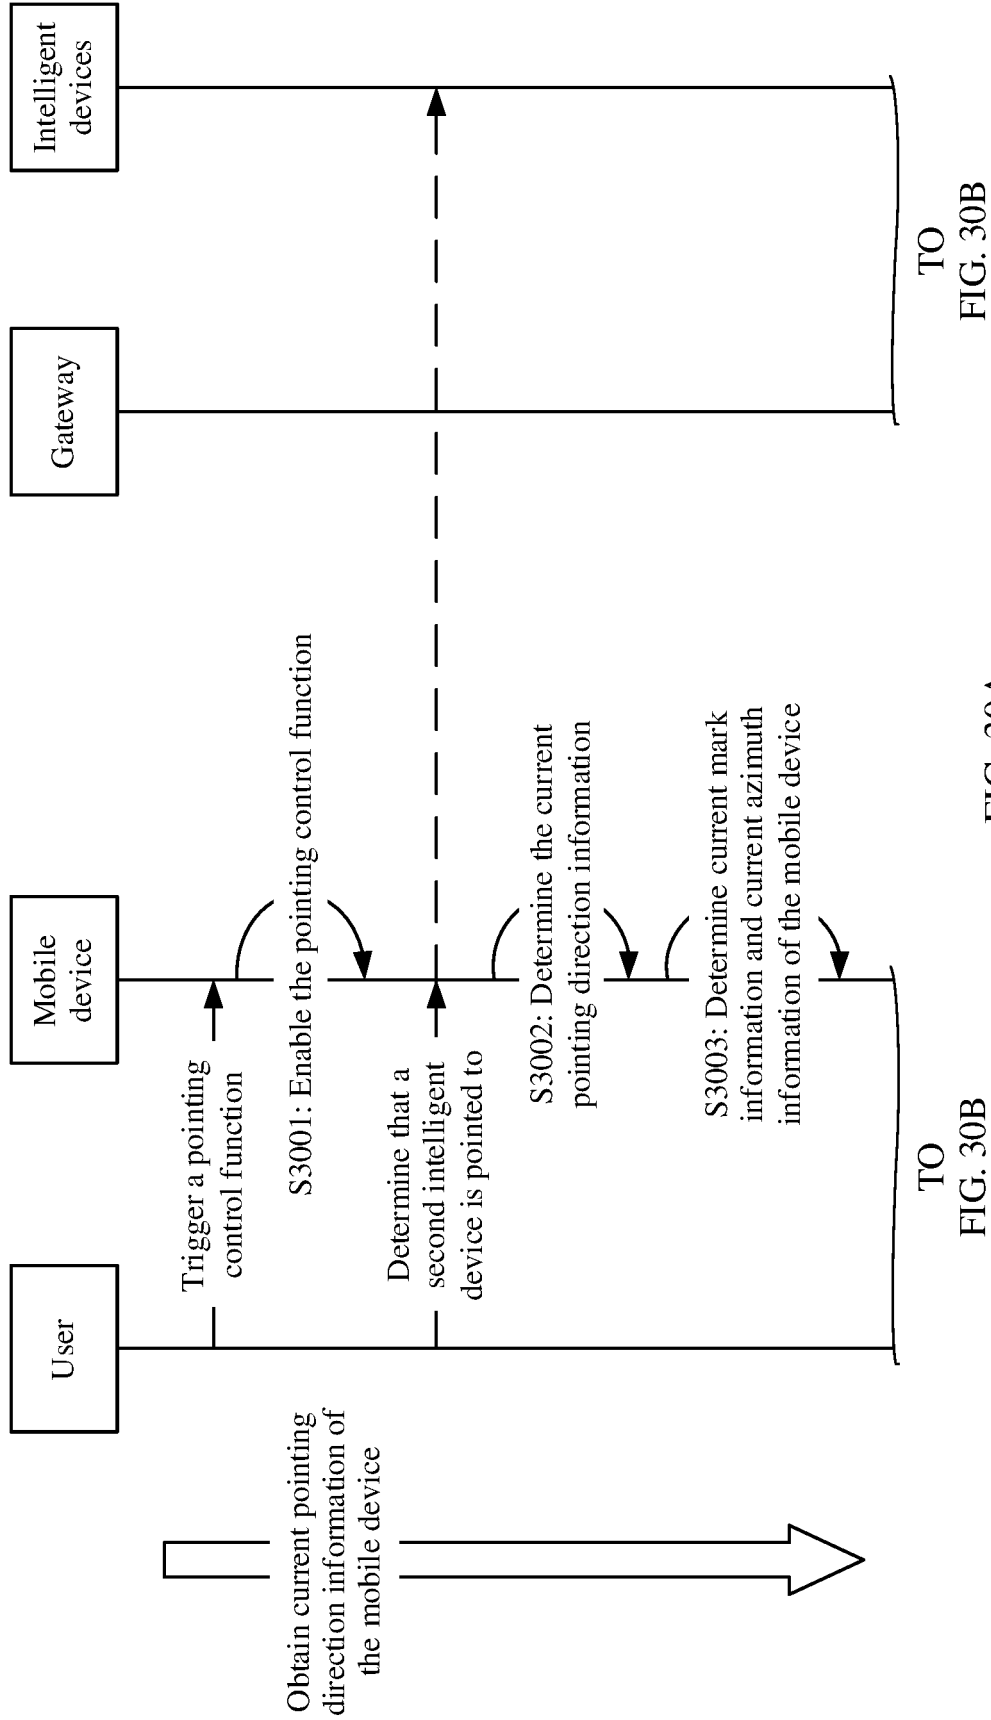 User
Mobile
device
Gateway
Intelligent
devices
Obtain current pointing
direction information of
the mobile device
Trigger a pointing
control function
S3001: Enable the pointing control function
Determine that a
second intelligent
device is pointed to
S3002: Determine the current
pointing direction information
S3003: Determine current mark
information and current azimuth
information of the mobile device
TO
FIG. 30B
TO
FIG. 30B